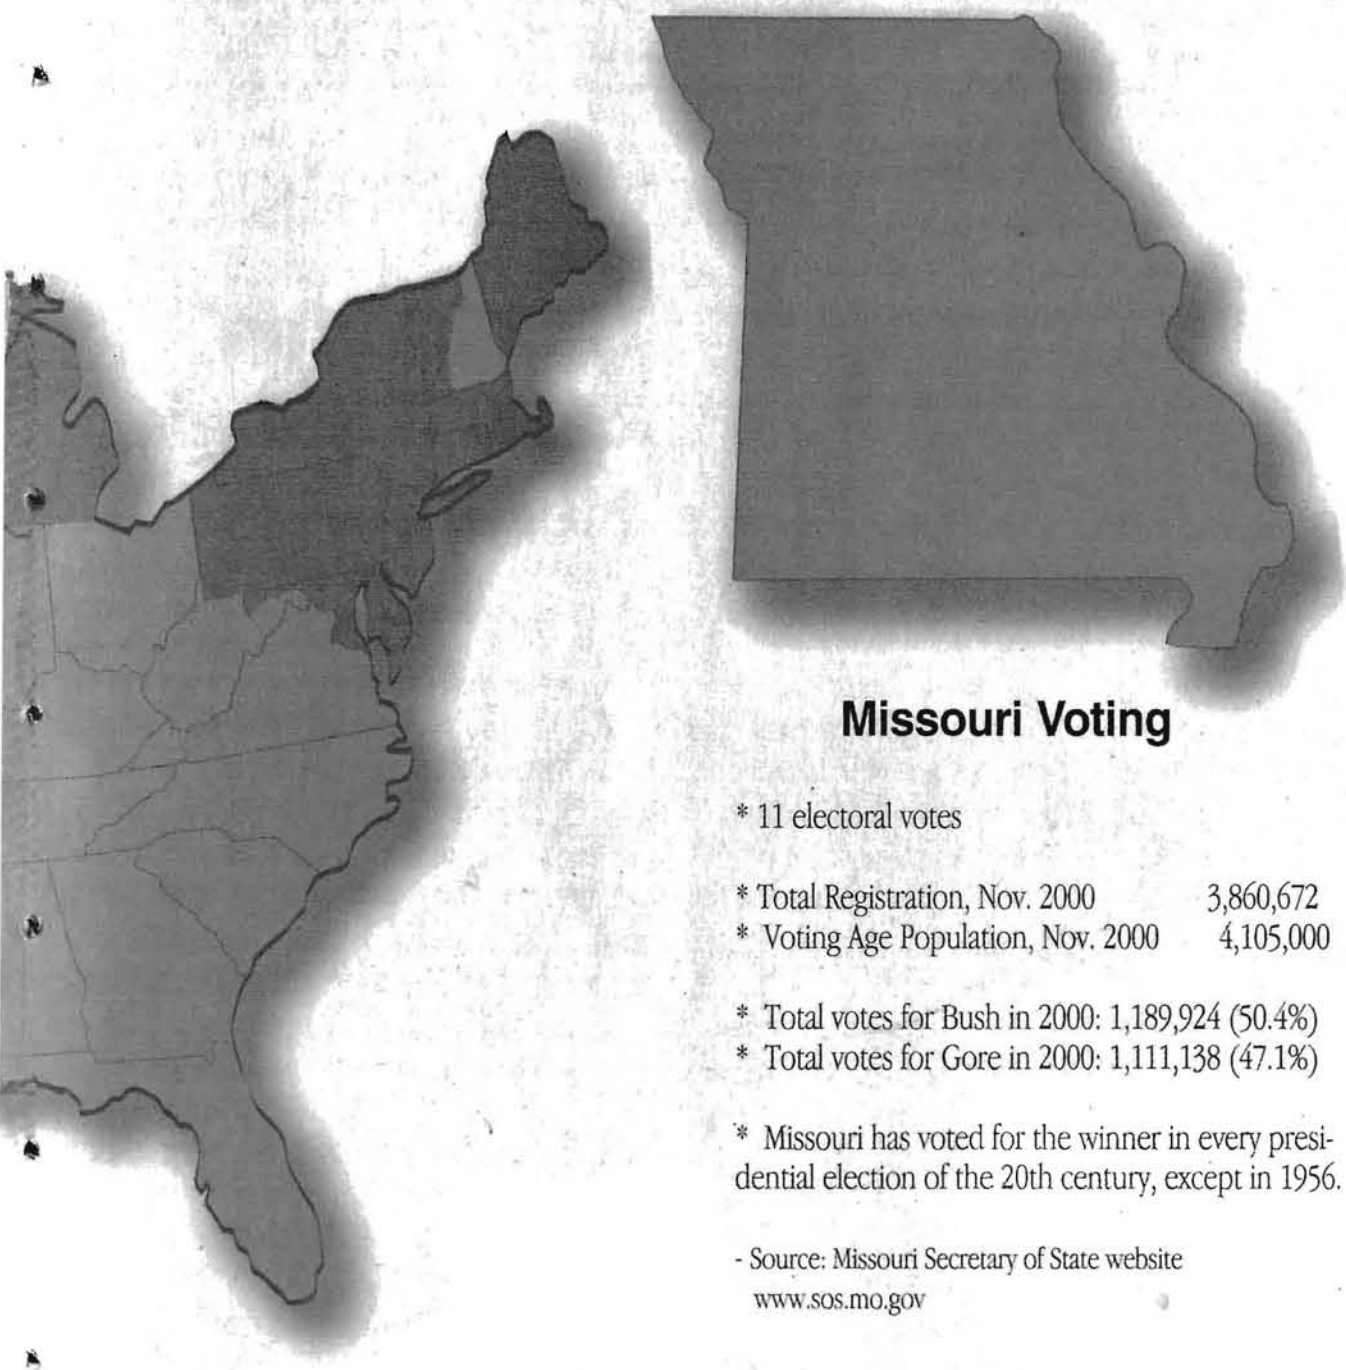 Missouri Voting
* 11 electoral votes
* Total Registration, Nov. 2000 3,860,672
* Voting Age Population, Nov. 2000 4,105,000
* Total votes for Bush in 2000: 1,189,924 (50.4%)
* Total votes for Gore in 2000: 1,111,138 (47.1%)
* Missouri has voted for the winner in every presi-
dential election of the 20th century, except in 1956.
- Source: Missouri Secretary of State website
www.sos.mo.gov